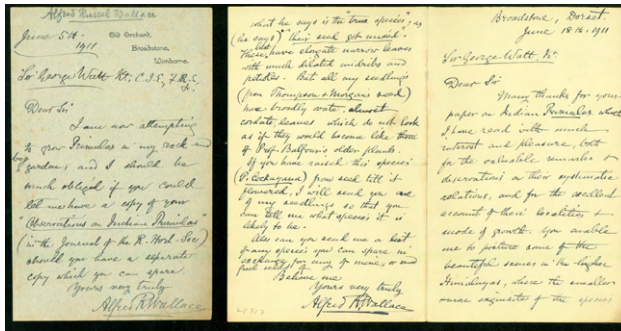 Alfred Russel Wallace
June 5th.
1911
Old Orchard,
Broadstone,
Wimborne.
Sir George Watt Kt; C.I.E, F.R.S.
Dear Sir
I am now attempting
to grow Primulas in my rock and
bog garden, and I should be
much obliged if you could
let me have a copy of your
"Observations on Indian Primulas"
(in the Journal of the R. Hort. Soc)
should you have a separate
copy which you can spare.
Yours very truly
Alfred R. Wallace
what he says is the "true species", as
(he says) their seed got mixed.
These have elongate narrow leaves
with much dilated midribs and
petioles. But all my seedlings
(from Thompson & Morgan's seed)
have broadly ovate almost
cordate leaves which do not look
as if they would become like those
of Prof. Balfour's older plants.
If you have raised this species
from seed till it
flowered, I will send you one
of my seedlings so that you
can tell me what species it is
likely to be.
Also can you send me a list
of any species you can spare in
exchange for any of mine, or
Believe me
Yours very truly
Alfred R. Wallace
Broadstone, Dorset.
June 18th. 1911
Sir George Watt Kt.
Dear Sir
Many thanks for your
paper on Indian Primulas which
I have read with much
interest and pleasure, both
for the valuable remarks &
observations on their systematic
relations, and for the excellent
account of their localities &
mode of growth. You enable
me to picture some of the
beautiful scenes in the higher
Himalayas, where the smaller
more exquisite of the species